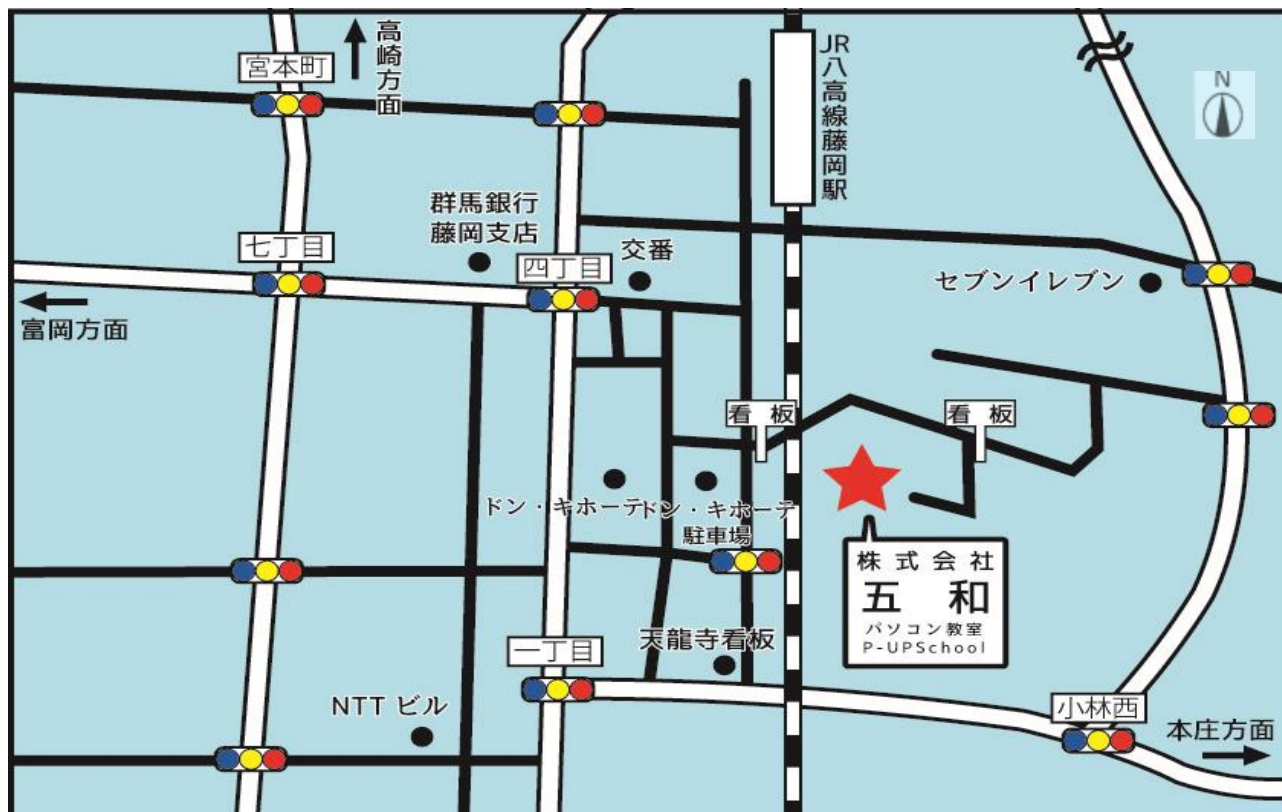 高崎方面
宮本町
JR八高線藤岡駅
N
群馬銀行
藤岡支店
七丁目
四丁目
交番
セブンイレブン
富岡方面
看 板
看 板
ドン・キホーテ
ドン・キホーテ
駐車場
株 式 会 社
五 和
パソコン教室
P-UPSchool
天龍寺看板
一丁目
NTT ビル
小林西
本庄方面